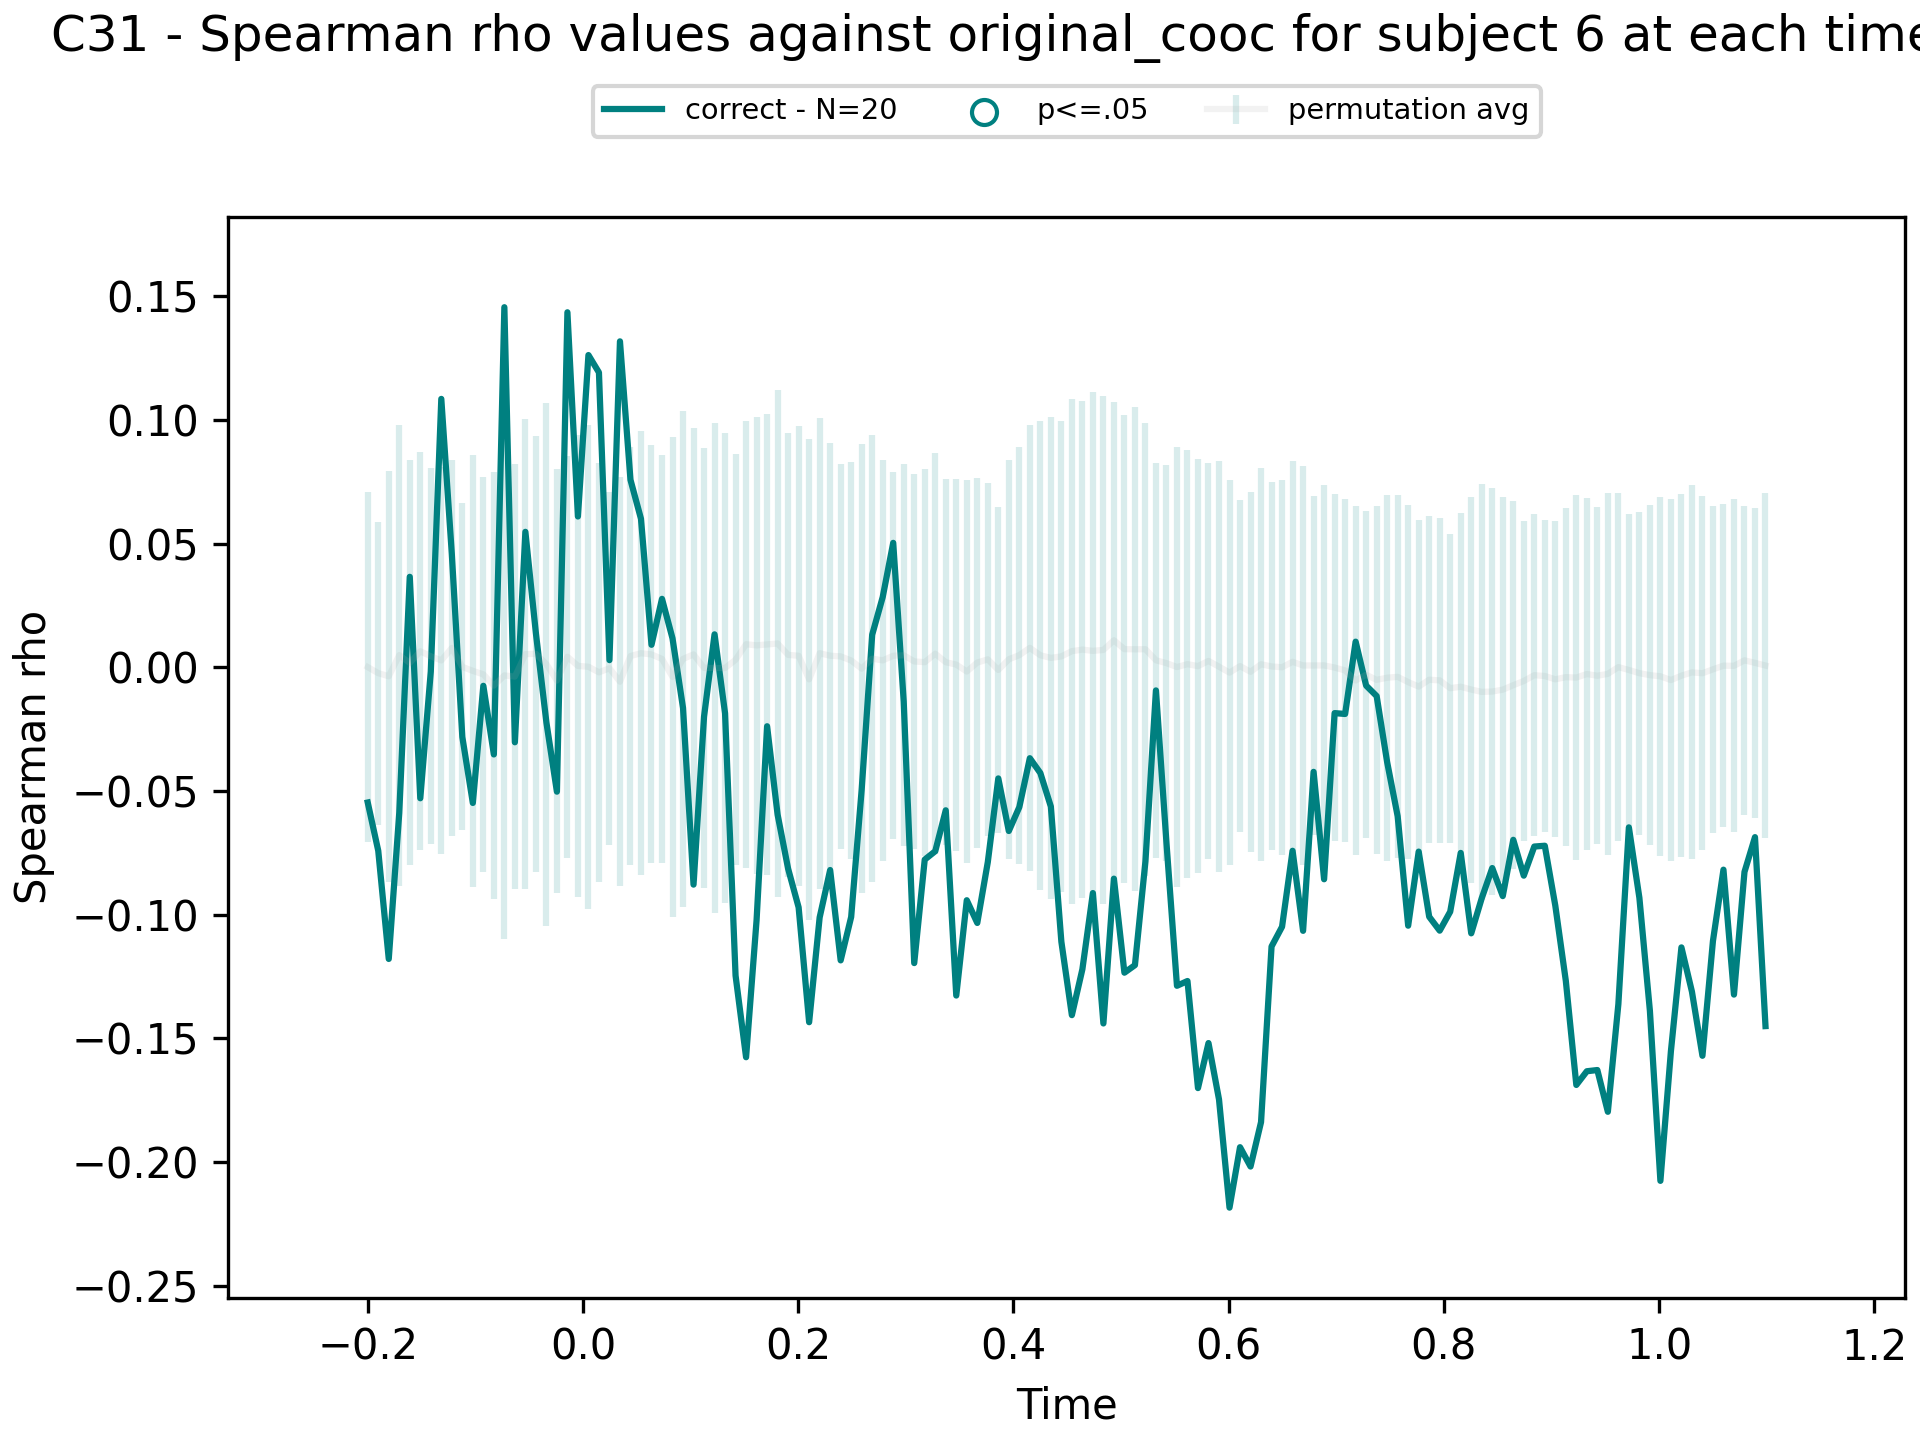 C31 - Spearman rho values against original_cooc for subject 6 at each time
correct - N=20 p<=.05 permutation avg
0.15
0.10
0.05
0.00
−0.05
−0.10
−0.15
−0.20
−0.25
Spearman rho
−0.2 0.0 0.2 0.4 0.6 0.8 1.0 1.2
Time